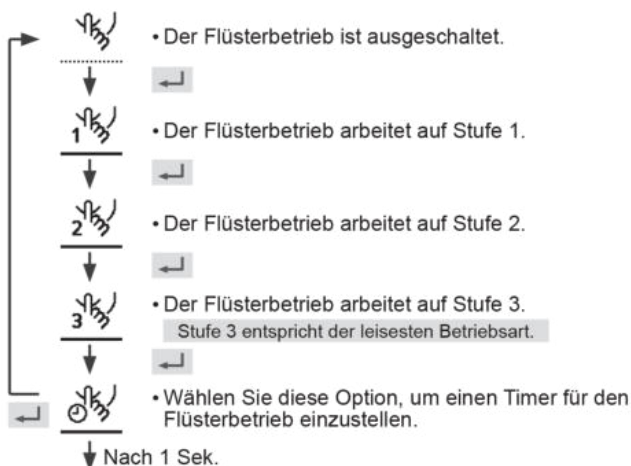 • Der Flüsterbetrieb ist ausgeschaltet.
1
• Der Flüsterbetrieb arbeitet auf Stufe 1.
2
• Der Flüsterbetrieb arbeitet auf Stufe 2.
3
• Der Flüsterbetrieb arbeitet auf Stufe 3.
Stufe 3 entspricht der leisesten Betriebsart.
• Wählen Sie diese Option, um einen Timer für den
Flüsterbetrieb einzustellen.
Nach 1 Sek.